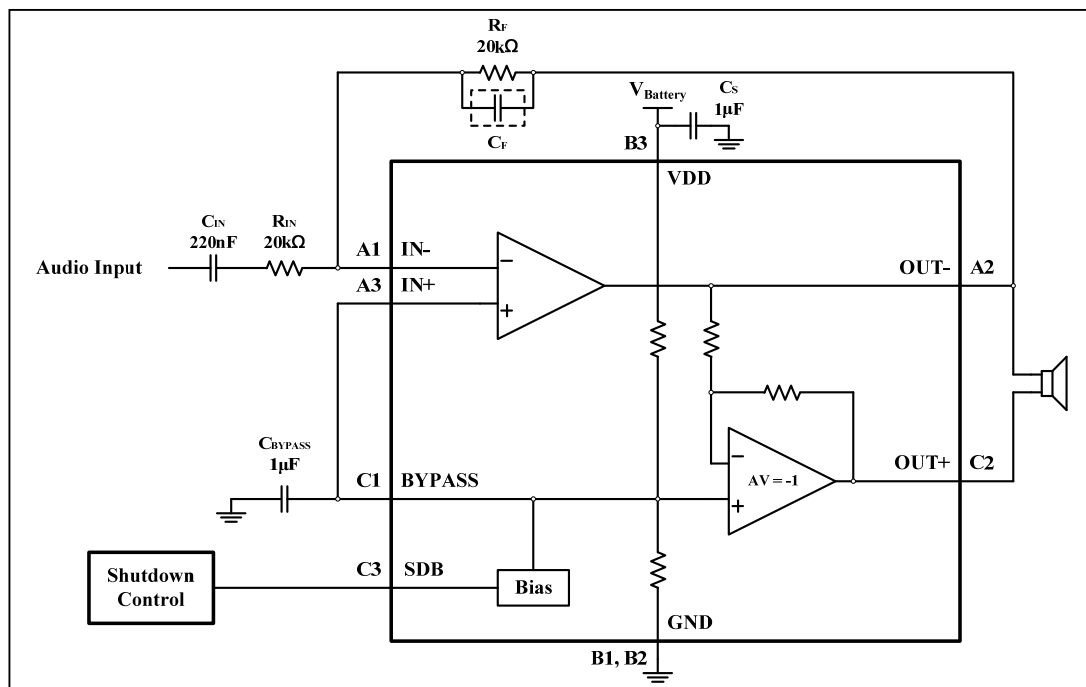 RF
20kΩ
CF
VBattery
CS
1µF
B3
VDD
CIN
220nF
RIN
20kΩ
Audio Input
A1
IN-
A3
IN+
−
+
OUT-
A2
CBYPASS
1µF
C1
BYPASS
−
+
AV = -1
OUT+
C2
Shutdown
Control
C3
SDB
Bias
GND
B1, B2